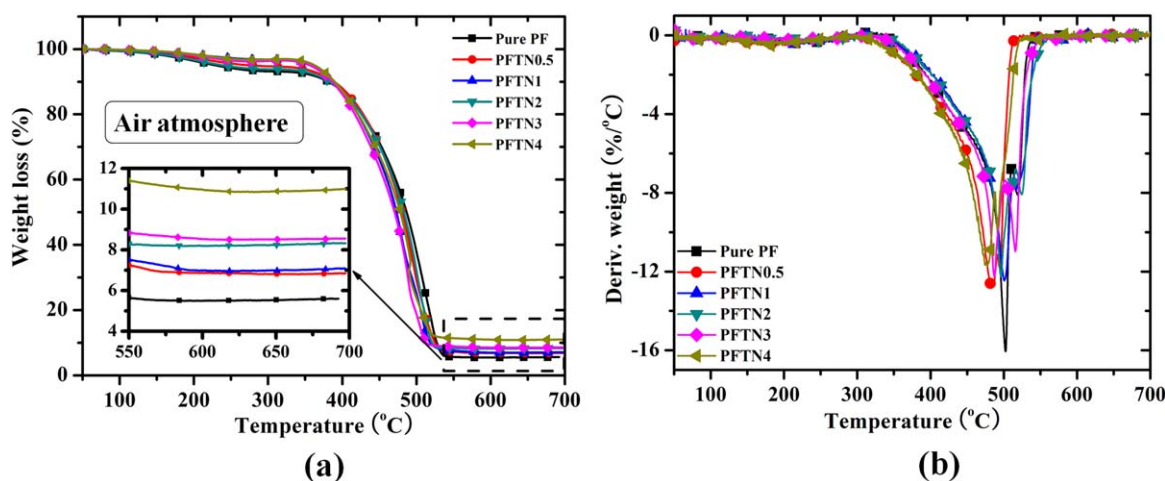 100
80
60
40
20
0
Weight loss (%)
Air atmosphere
Pure PF
PFTN0.5
PFTN1
PFTN2
PFTN3
PFTN4
12
11
10
8
6
4
550 600 650 700
100 200 300 400 500 600 700
Temperature (°C)
(a)
0
-4
-8
-12
-16
Deriv. weight (%/°C)
Pure PF
PFTN0.5
PFTN1
PFTN2
PFTN3
PFTN4
100 200 300 400 500 600 700
Temperature (°C)
(b)